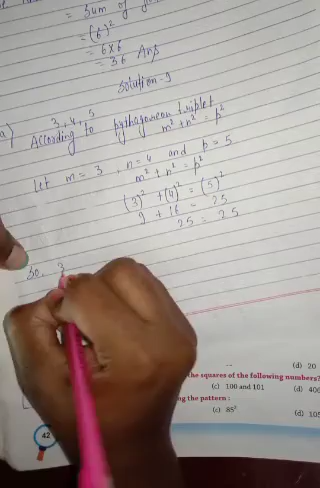 = Sum of
= (6)²
= 6×6
= 36 Ans
Solution-9
a) 3, 4, 5
According to pythagorean triplet
m² + n² = p²
Let m = 3, n = 4 and p = 5
m² + n² = p²
(3)² + (4)² = (5)²
9 + 16 = 25
25 = 25
So, 3
(d) 20
he squares of the following numbers?
(c) 100 and 101
(d) 400
ng the pattern :
(c) 85²
(d) 105
42